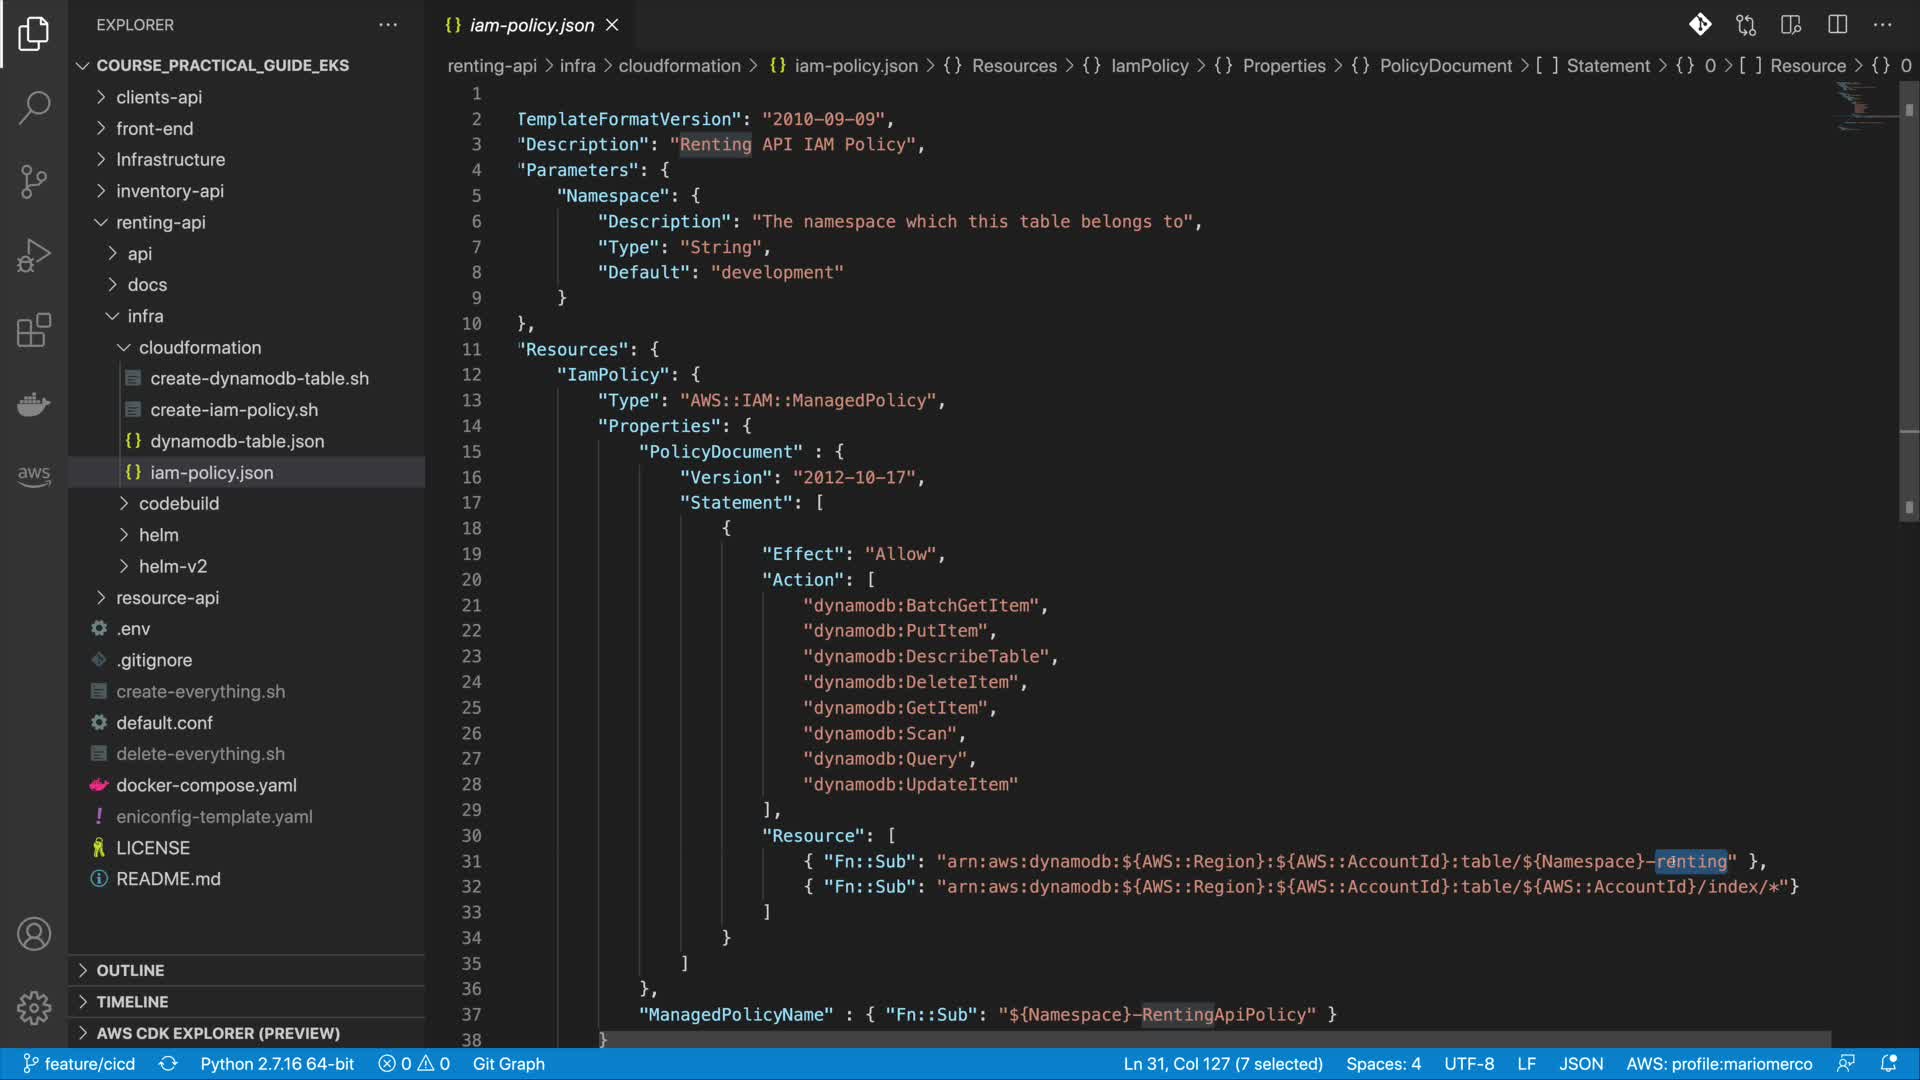 EXPLORER
COURSE_PRACTICAL_GUIDE_EKS
clients-api
front-end
Infrastructure
inventory-api
renting-api
api
docs
infra
cloudformation
create-dynamodb-table.sh
create-iam-policy.sh
dynamodb-table.json
iam-policy.json
codebuild
helm
helm-v2
resource-api
.env
.gitignore
create-everything.sh
default.conf
delete-everything.sh
docker-compose.yaml
eniconfig-template.yaml
LICENSE
README.md
OUTLINE
TIMELINE
AWS CDK EXPLORER (PREVIEW)
aws
{} iam-policy.json
renting-api > infra > cloudformation > {} iam-policy.json > {} Resources > {} IamPolicy > {} Properties > {} PolicyDocument > [ ] Statement > {} 0 > [ ] Resource > {} 0
1
2 TemplateFormatVersion": "2010-09-09",
3 "Description": "Renting API IAM Policy",
4 "Parameters": {
5 "Namespace": {
6 "Description": "The namespace which this table belongs to",
7 "Type": "String",
8 "Default": "development"
9 }
10 },
11 "Resources": {
12 "IamPolicy": {
13 "Type": "AWS::IAM::ManagedPolicy",
14 "Properties": {
15 "PolicyDocument" : {
16 "Version": "2012-10-17",
17 "Statement": [
18 {
19 "Effect": "Allow",
20 "Action": [
21 "dynamodb:BatchGetItem",
22 "dynamodb:PutItem",
23 "dynamodb:DescribeTable",
24 "dynamodb:DeleteItem",
25 "dynamodb:GetItem",
26 "dynamodb:Scan",
27 "dynamodb:Query",
28 "dynamodb:UpdateItem"
29 ],
30 "Resource": [
31 { "Fn::Sub": "arn:aws:dynamodb:${AWS::Region}:${AWS::AccountId}:table/${Namespace}-renting" },
32 { "Fn::Sub": "arn:aws:dynamodb:${AWS::Region}:${AWS::AccountId}:table/${AWS::AccountId}/index/*"}
33 ]
34 }
35 ]
36 },
37 "ManagedPolicyName" : { "Fn::Sub": "${Namespace}-RentingApiPolicy" }
38 }
feature/cicd Python 2.7.16 64-bit 0 0 Git Graph Ln 31, Col 127 (7 selected) Spaces: 4 UTF-8 LF JSON AWS: profile:mariomerco